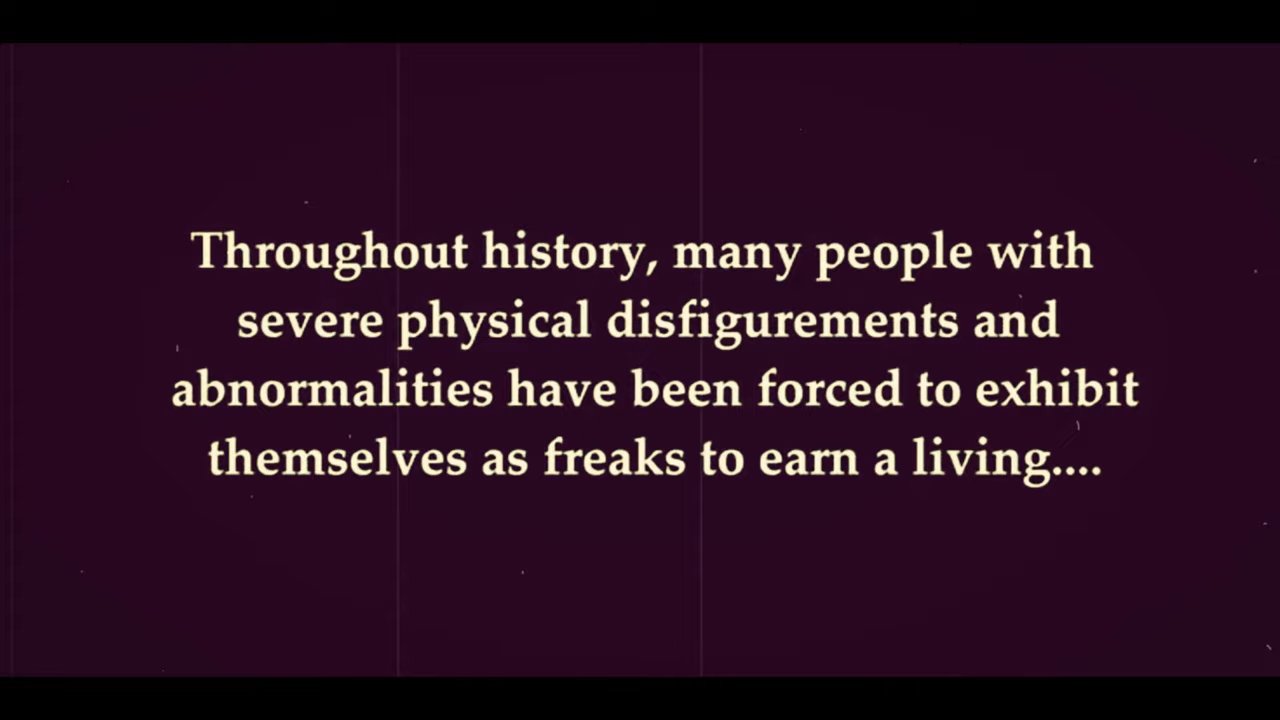 Throughout history, many people with
severe physical disfigurements and
abnormalities have been forced to exhibit
themselves as freaks to earn a living....